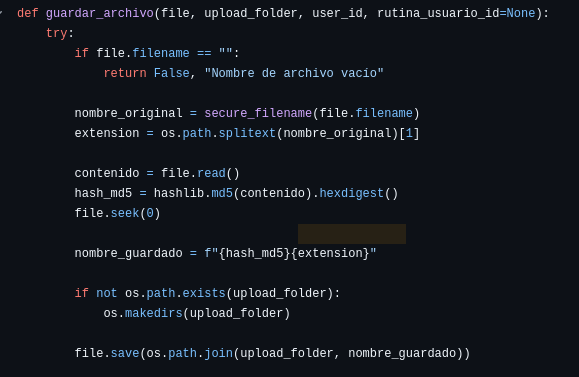 def guardar_archivo(file, upload_folder, user_id, rutina_usuario_id=None):
    try:
        if file.filename == "":
            return False, "Nombre de archivo vacío"

        nombre_original = secure_filename(file.filename)
        extension = os.path.splitext(nombre_original)[1]

        contenido = file.read()
        hash_md5 = hashlib.md5(contenido).hexdigest()
        file.seek(0)

        nombre_guardado = f"{hash_md5}{extension}"

        if not os.path.exists(upload_folder):
            os.makedirs(upload_folder)

        file.save(os.path.join(upload_folder, nombre_guardado))